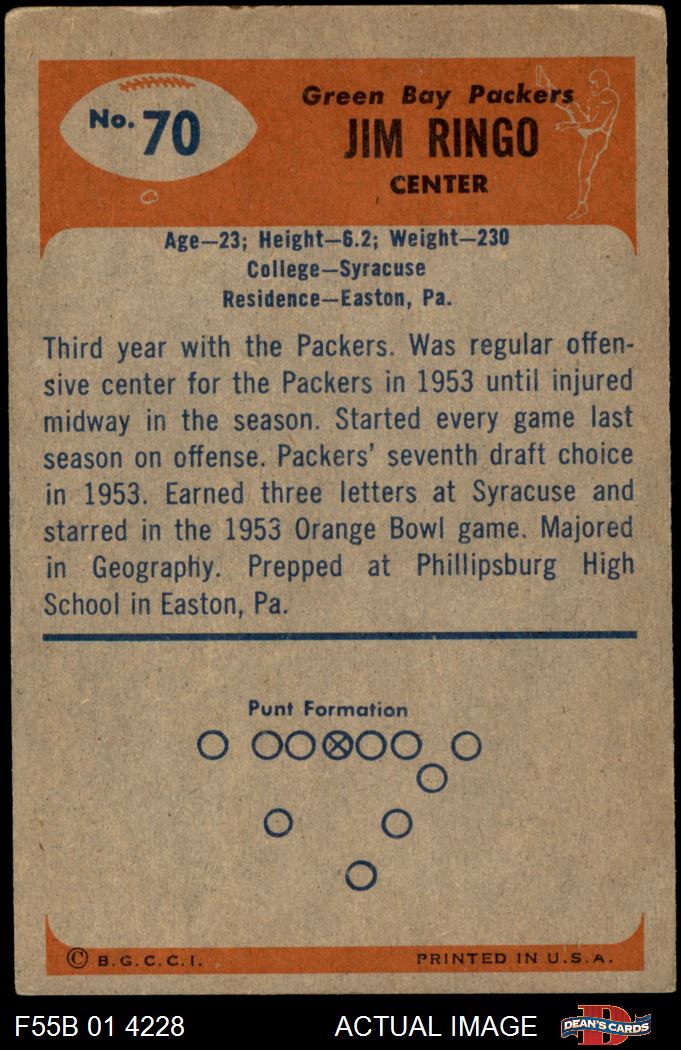 No. 70
Green Bay Packers
JIM RINGO
CENTER
Age—23; Height—6.2; Weight—230
College—Syracuse
Residence—Easton, Pa.
Third year with the Packers. Was regular offen-
sive center for the Packers in 1953 until injured
midway in the season. Started every game last
season on offense. Packers' seventh draft choice
in 1953. Earned three letters at Syracuse and
starred in the 1953 Orange Bowl game. Majored
in Geography. Prepped at Phillipsburg High
School in Easton, Pa.
Punt Formation
© B.G.C.C.I. PRINTED IN U.S.A.
F55B 01 4228 ACTUAL IMAGE D DEAN'S CARDS